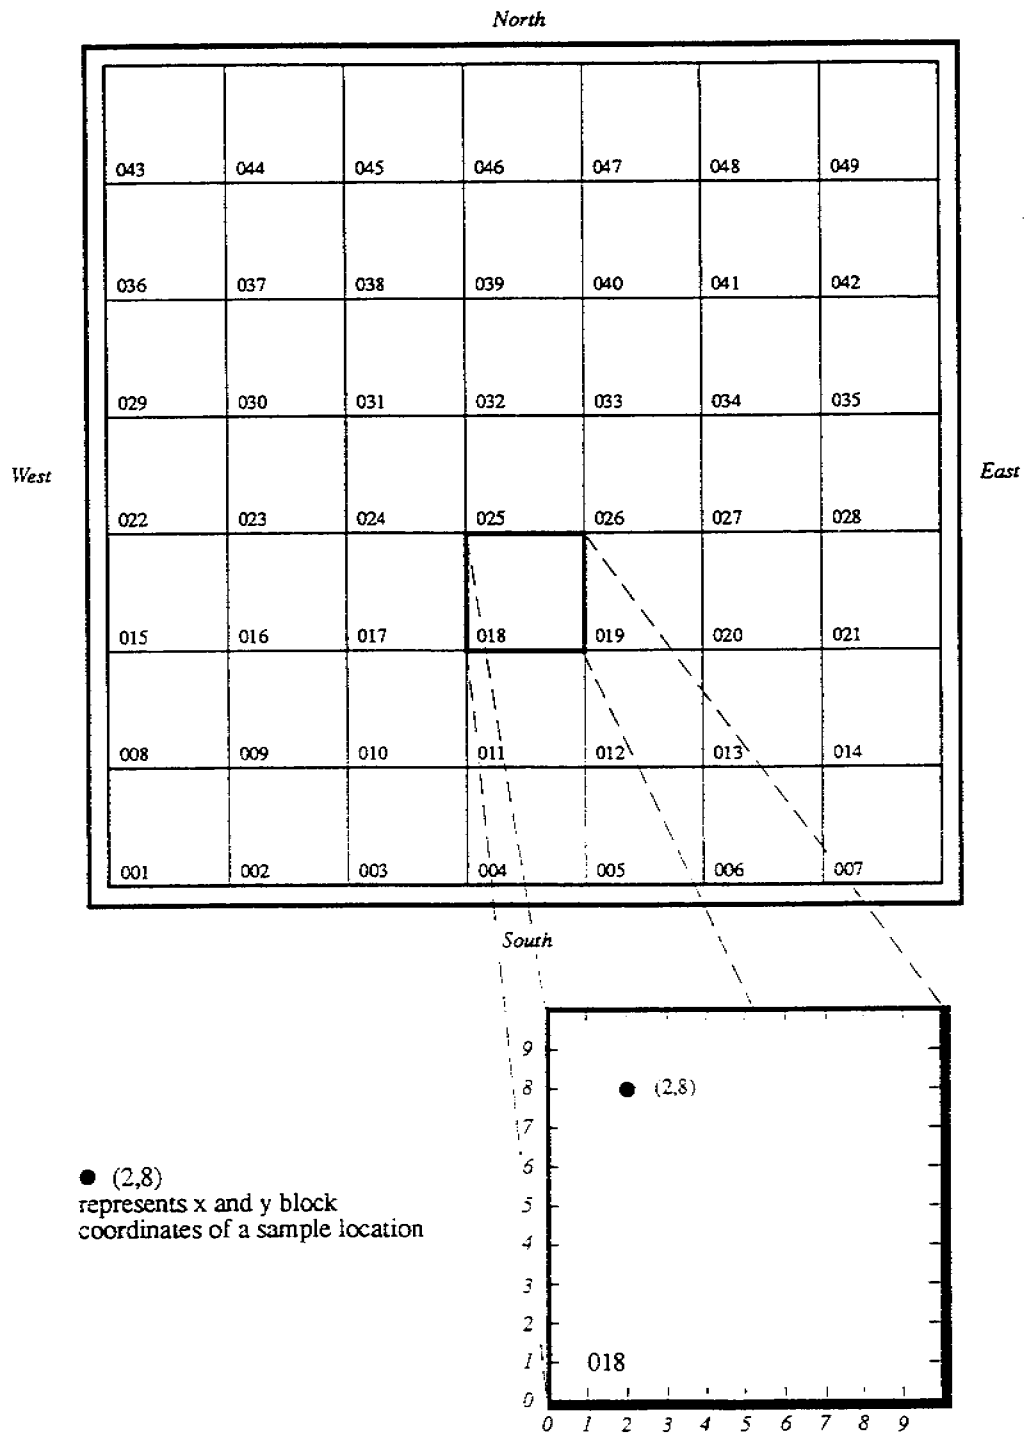 North
043 044 045 046 047 048 049
036 037 038 039 040 041 042
029 030 031 032 033 034 035
West
East
022 023 024 025 026 027 028
015 016 017 018 019 020 021
008 009 010 011 012 013 014
001 002 003 004 005 006 007
South
9
8
(2,8)
7
6
5
4
3
2
1
018
0
0 1 2 3 4 5 6 7 8 9
(2,8)
represents x and y block
coordinates of a sample location